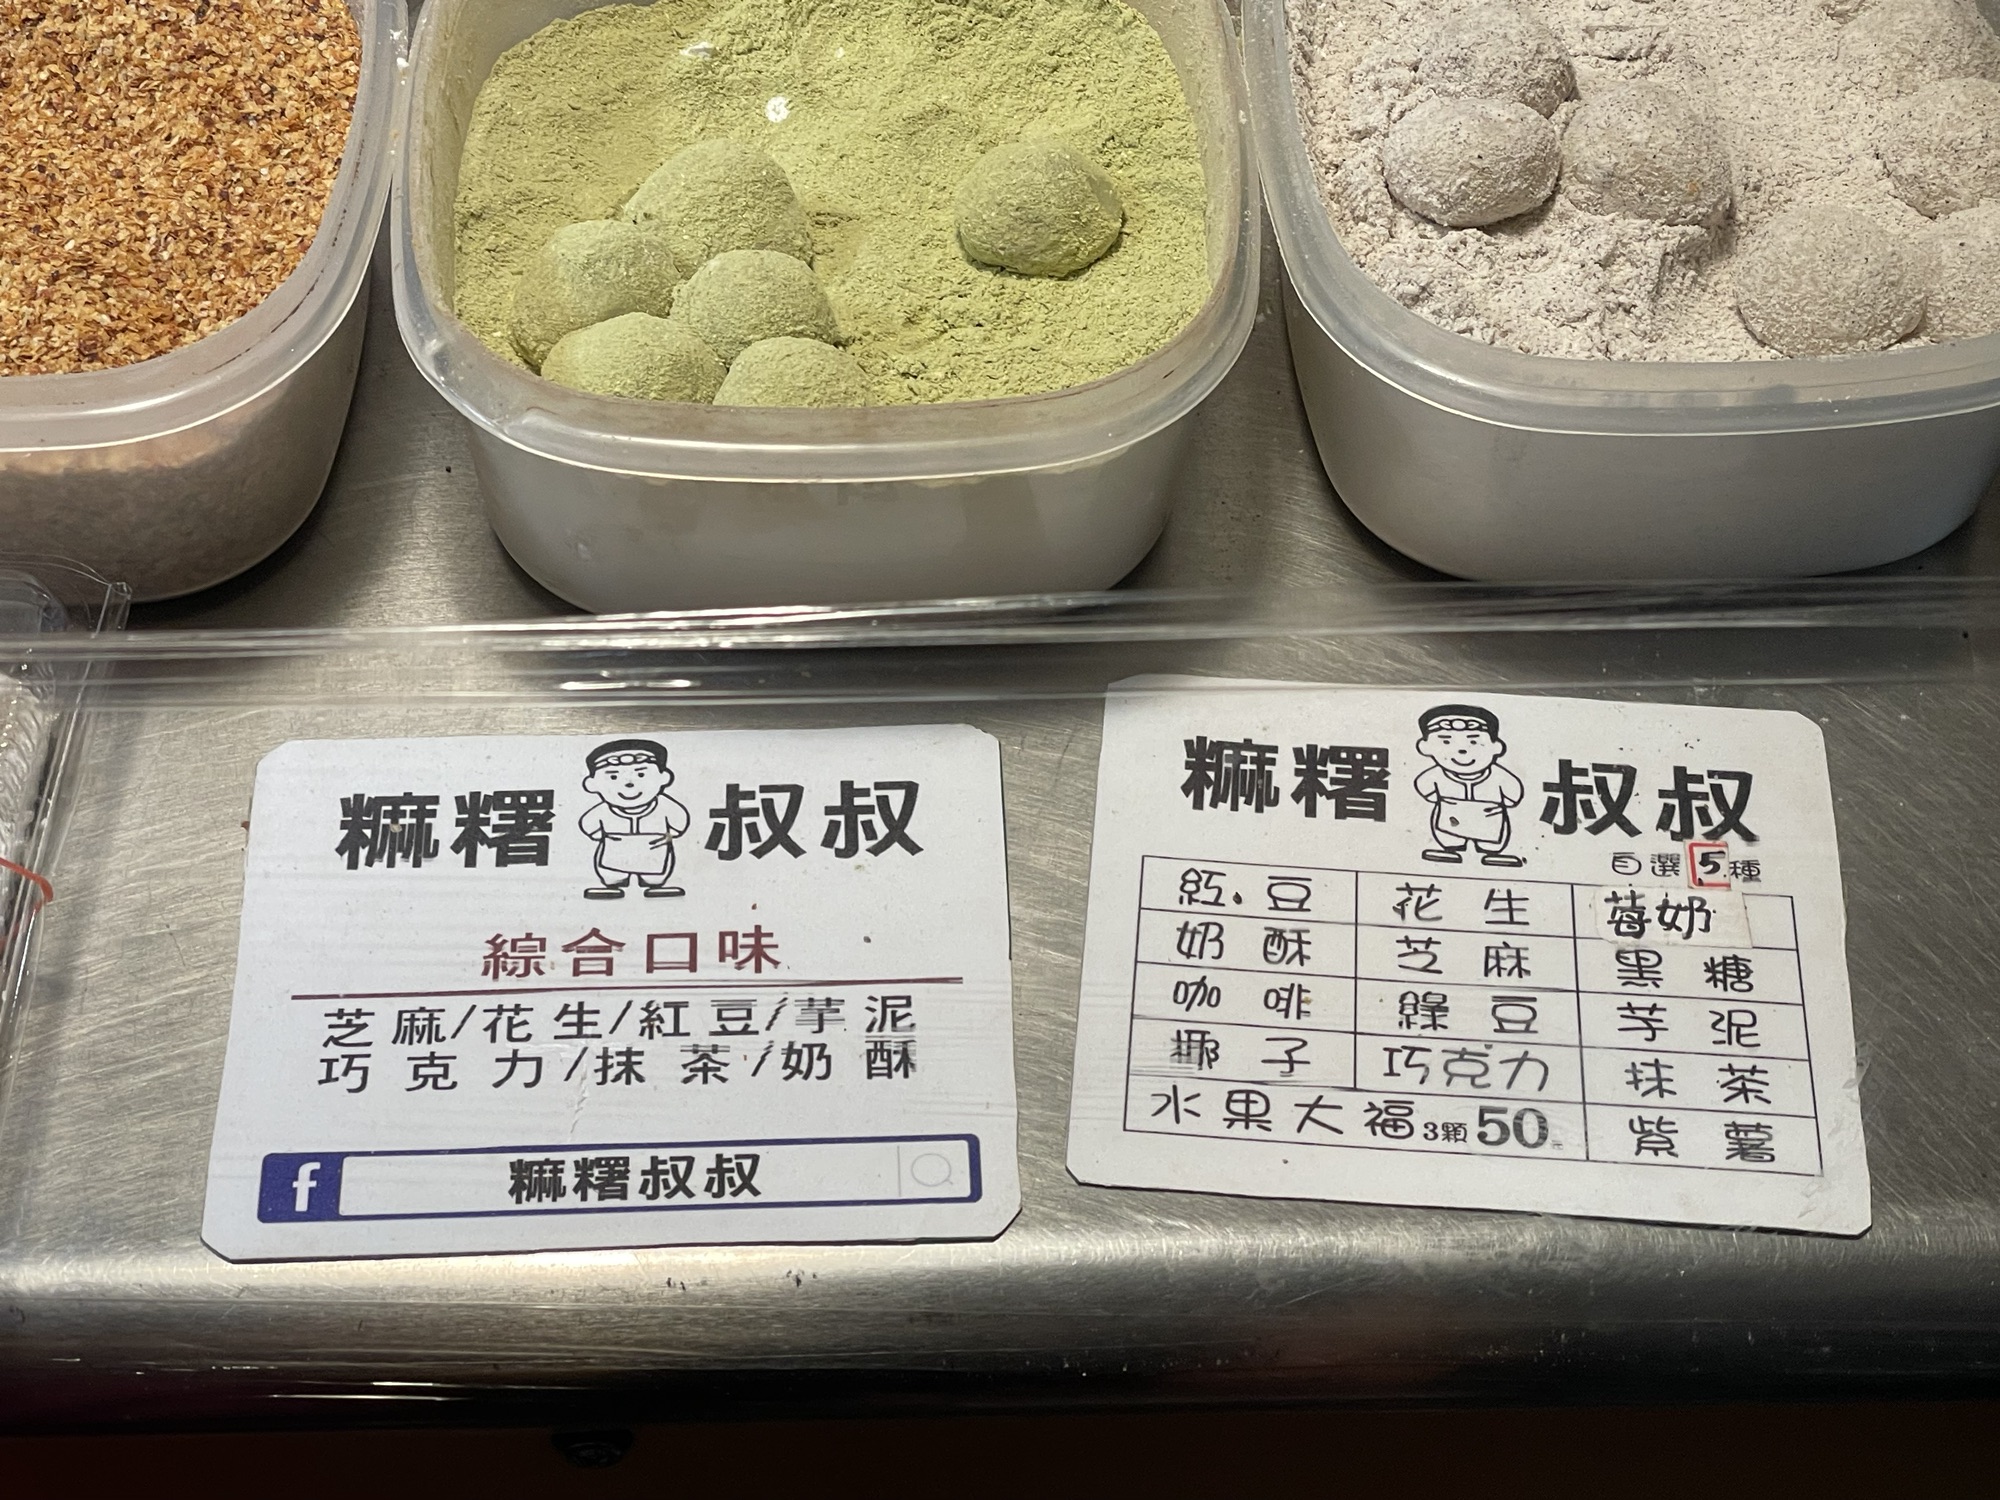 糰糬 叔叔
綜合口味
芝麻/花生/紅豆/芋泥
巧克力/抹茶/奶酥
f 麻糬叔叔
麻糬 叔叔
自選5種
紅豆 花生 莓奶
奶酥 芝麻 黑糖
咖啡 綠豆 芋泥
椰子 巧克力 抹茶
水果大福3顆50元 紫薯